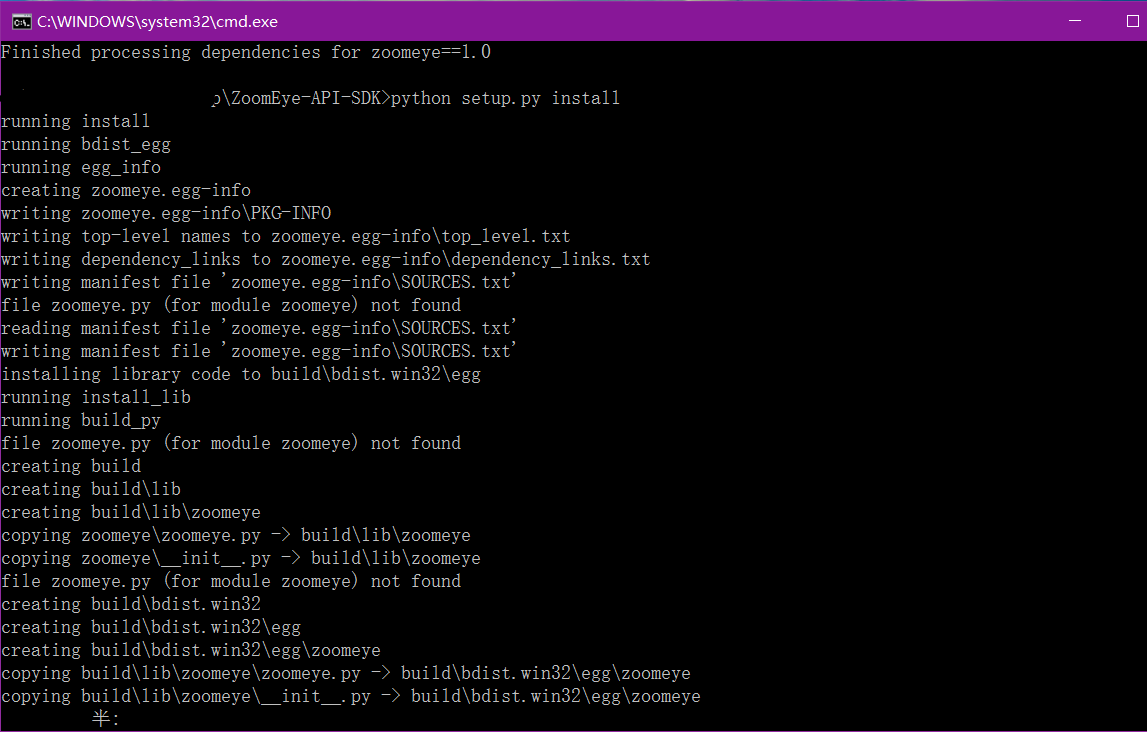 C:\WINDOWS\system32\cmd.exe
Finished processing dependencies for zoomeye==1.0
\ZoomEye-API-SDK>python setup.py install
running install
running bdist_egg
running egg_info
creating zoomeye.egg-info
writing zoomeye.egg-info\PKG-INFO
writing top-level names to zoomeye.egg-info\top_level.txt
writing dependency_links to zoomeye.egg-info\dependency_links.txt
writing manifest file 'zoomeye.egg-info\SOURCES.txt'
file zoomeye.py (for module zoomeye) not found
reading manifest file 'zoomeye.egg-info\SOURCES.txt'
writing manifest file 'zoomeye.egg-info\SOURCES.txt'
installing library code to build\bdist.win32\egg
running install_lib
running build_py
file zoomeye.py (for module zoomeye) not found
creating build
creating build\lib
creating build\lib\zoomeye
copying zoomeye\zoomeye.py -> build\lib\zoomeye
copying zoomeye\__init__.py -> build\lib\zoomeye
file zoomeye.py (for module zoomeye) not found
creating build\bdist.win32
creating build\bdist.win32\egg
creating build\bdist.win32\egg\zoomeye
copying build\lib\zoomeye\zoomeye.py -> build\bdist.win32\egg\zoomeye
copying build\lib\zoomeye\__init__.py -> build\bdist.win32\egg\zoomeye
半: